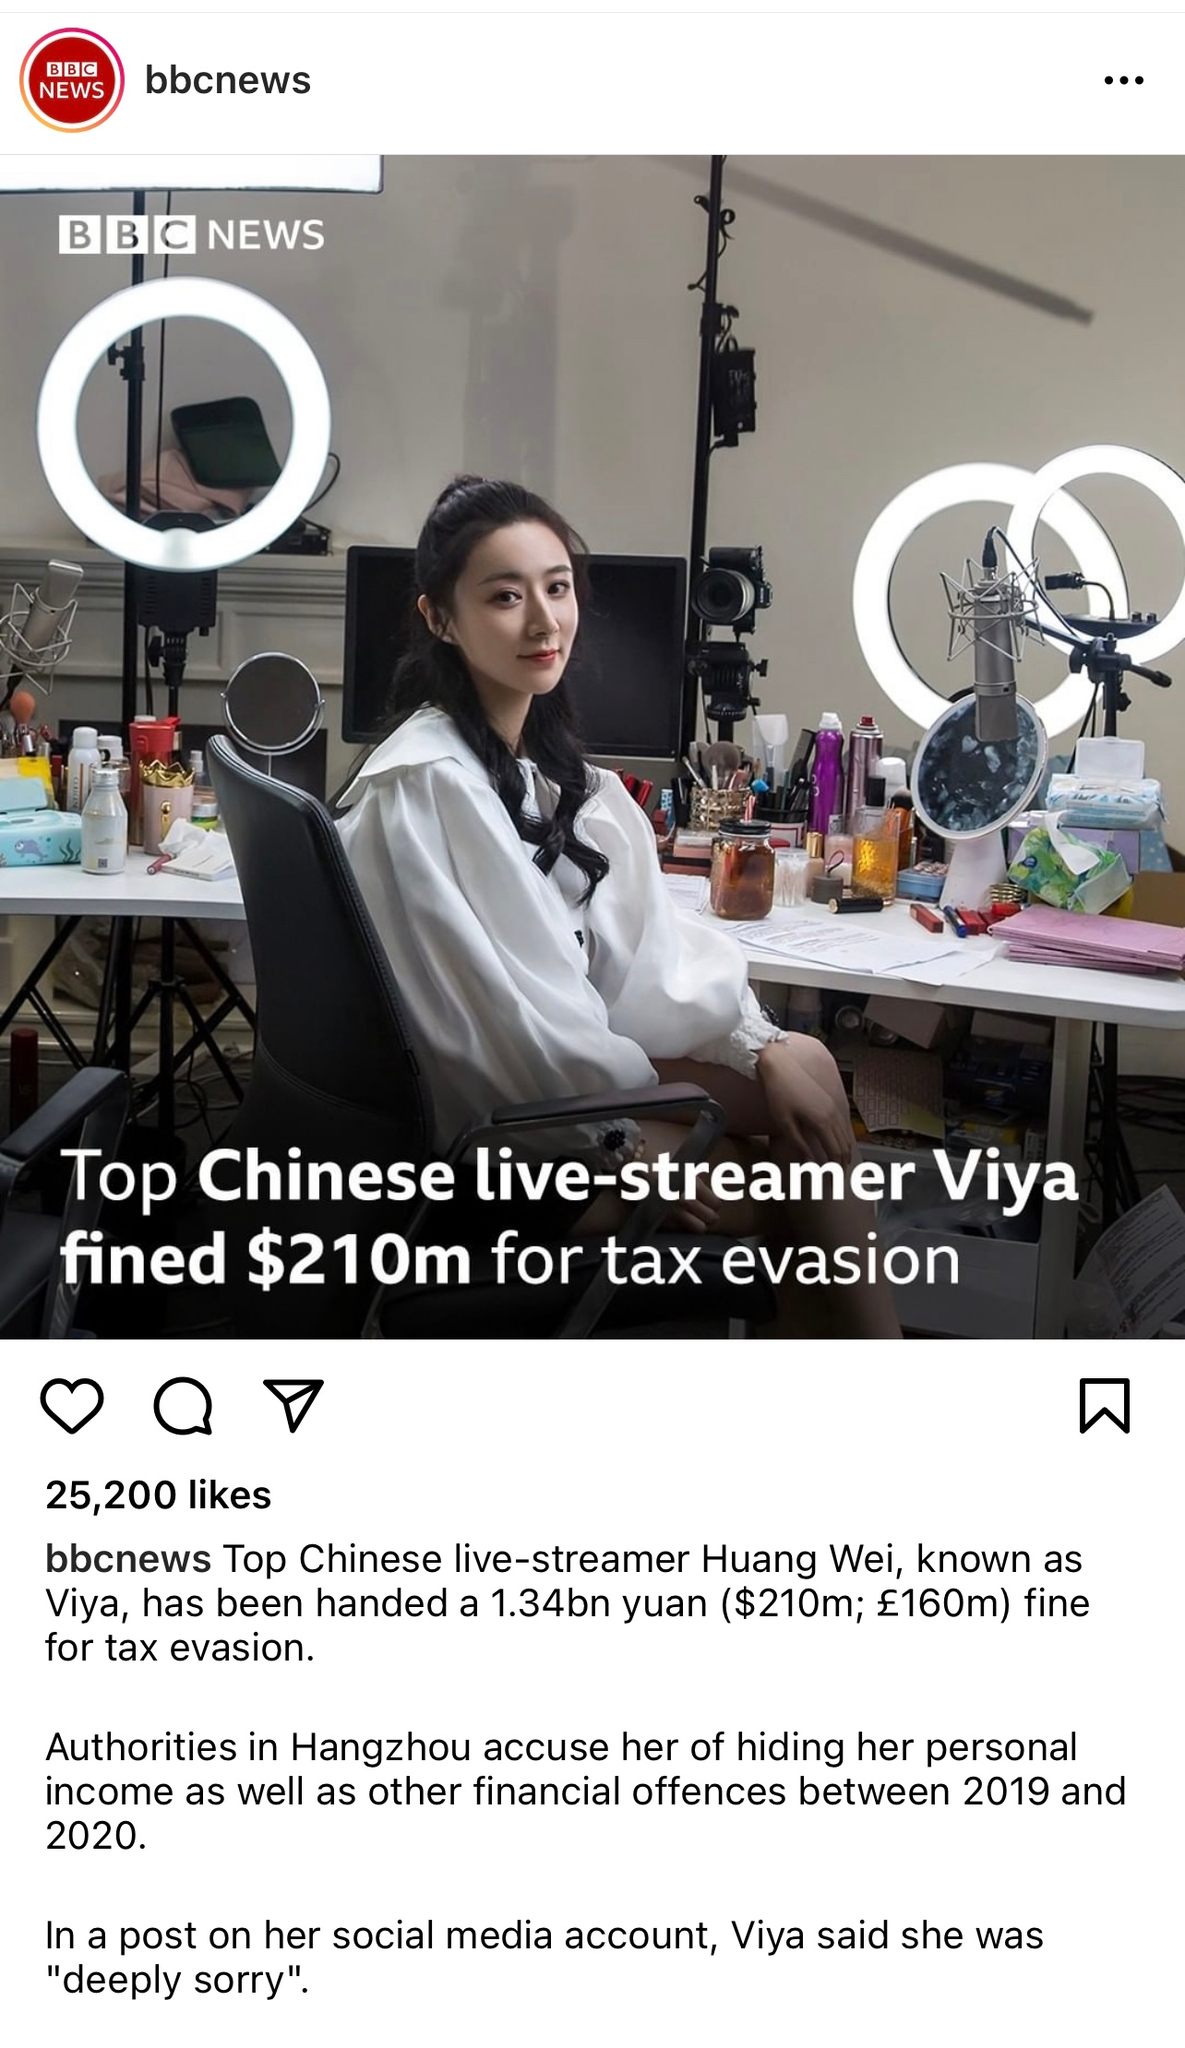 BBC
NEWS
bbcnews
BBC NEWS
Top Chinese live-streamer Viya
fined $210m for tax evasion
25,200 likes
bbcnews Top Chinese live-streamer Huang Wei, known as
Viya, has been handed a 1.34bn yuan ($210m; £160m) fine
for tax evasion.
Authorities in Hangzhou accuse her of hiding her personal
income as well as other financial offences between 2019 and
2020.
In a post on her social media account, Viya said she was
"deeply sorry".